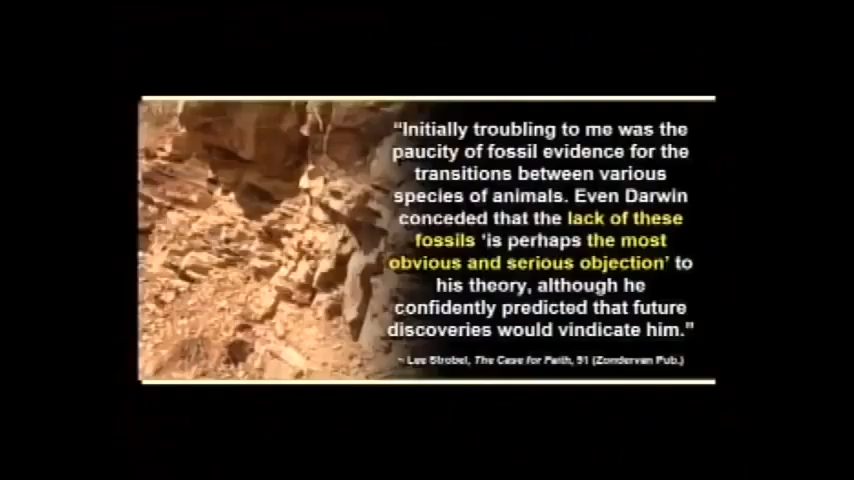 “Initially troubling to me was the
paucity of fossil evidence for the
transitions between various
species of animals. Even Darwin
conceded that the lack of these
fossils ‘is perhaps the most
obvious and serious objection’ to
his theory, although he
confidently predicted that future
discoveries would vindicate him.”
~ Lee Strobel, The Case for Faith, 91 (Zondervan Pub.)